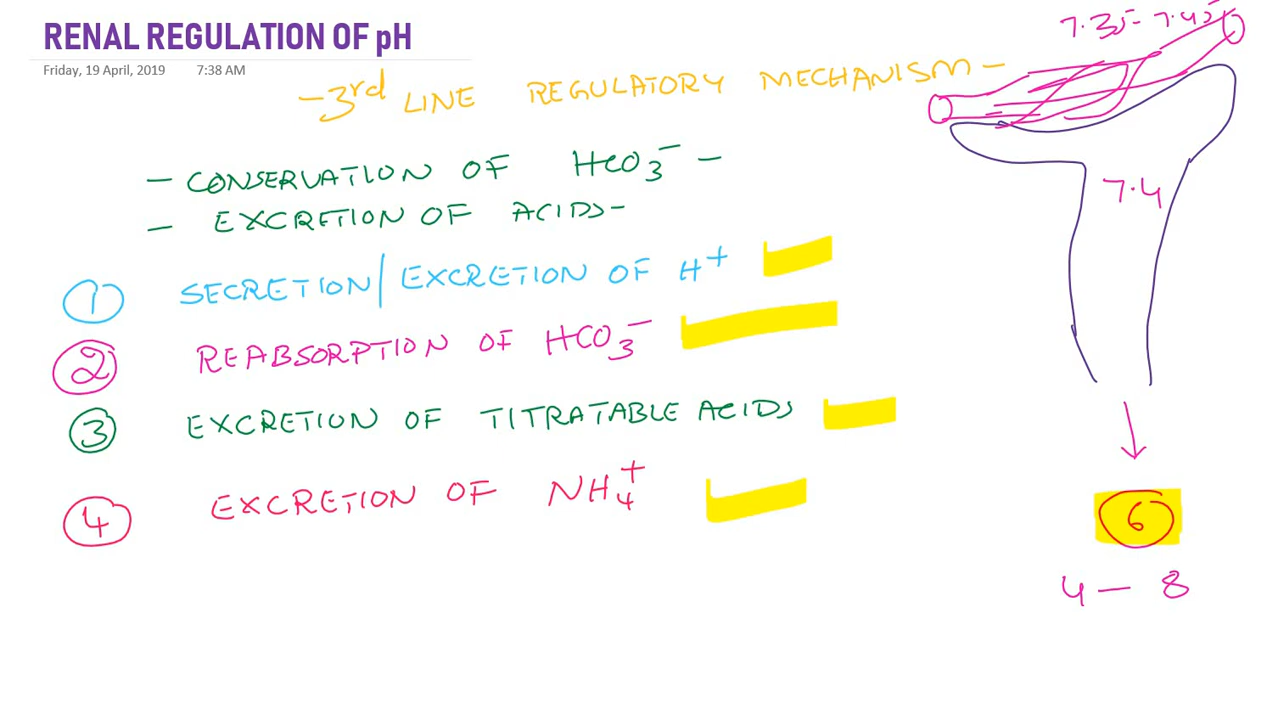 RENAL REGULATION OF pH
Friday, 19 April, 2019 7:38 AM
7.35 - 7.45
- 3rd LINE REGULATORY MECHANISM -
- CONSERVATION OF HCO3- -
- EXCRETION OF ACIDS -
7.4
1 SECRETION/EXCRETION OF H+
2 REABSORPTION OF HCO3-
3 EXCRETION OF TITRATABLE ACIDS
4 EXCRETION OF NH4+
6
4 - 8